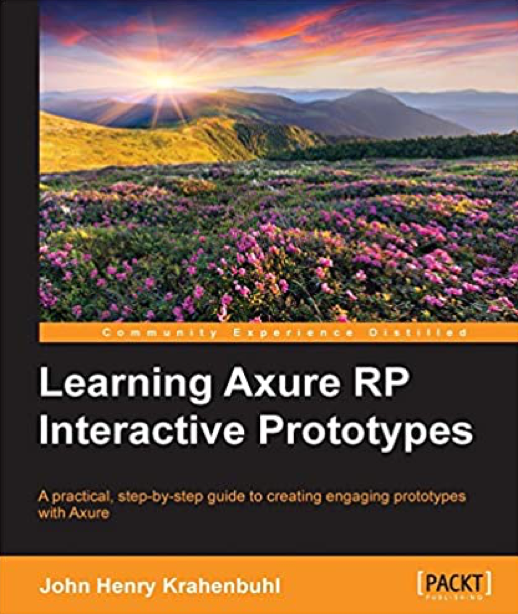 Community Experience Distilled
Learning Axure RP
Interactive Prototypes
A practical, step-by-step guide to creating engaging prototypes
with Axure
John Henry Krahenbuhl
[PACKT]
PUBLISHING